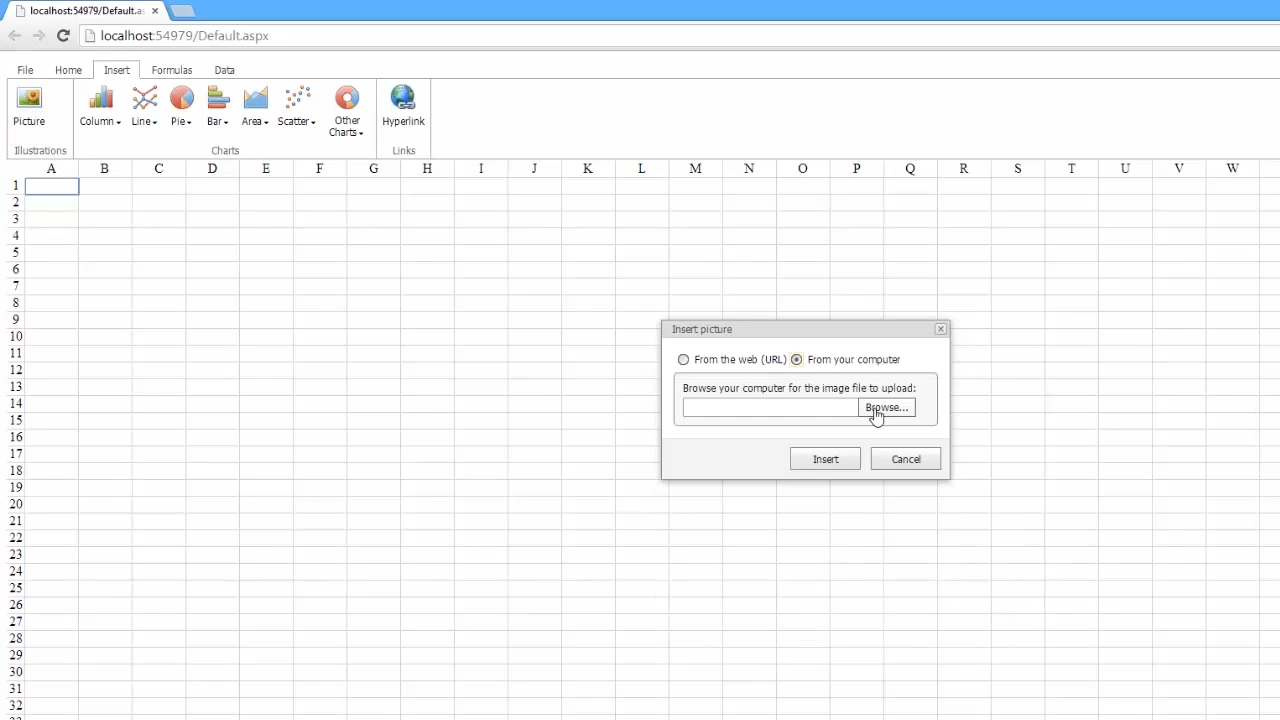 localhost:54979/Default.as
localhost:54979/Default.aspx
File Home Insert Formulas Data
Picture Column Line Pie Bar Area Scatter Other Charts Hyperlink
Illustrations Charts Links
A B C D E F G H I J K L M N O P Q R S T U V W
1
2
3
4
5
6
7
8
9
10
11
12
13
14
15
16
17
18
19
20
21
22
23
24
25
26
27
28
29
30
31
32
Insert picture
From the web (URL) From your computer
Browse your computer for the image file to upload:
Browse...
Insert Cancel